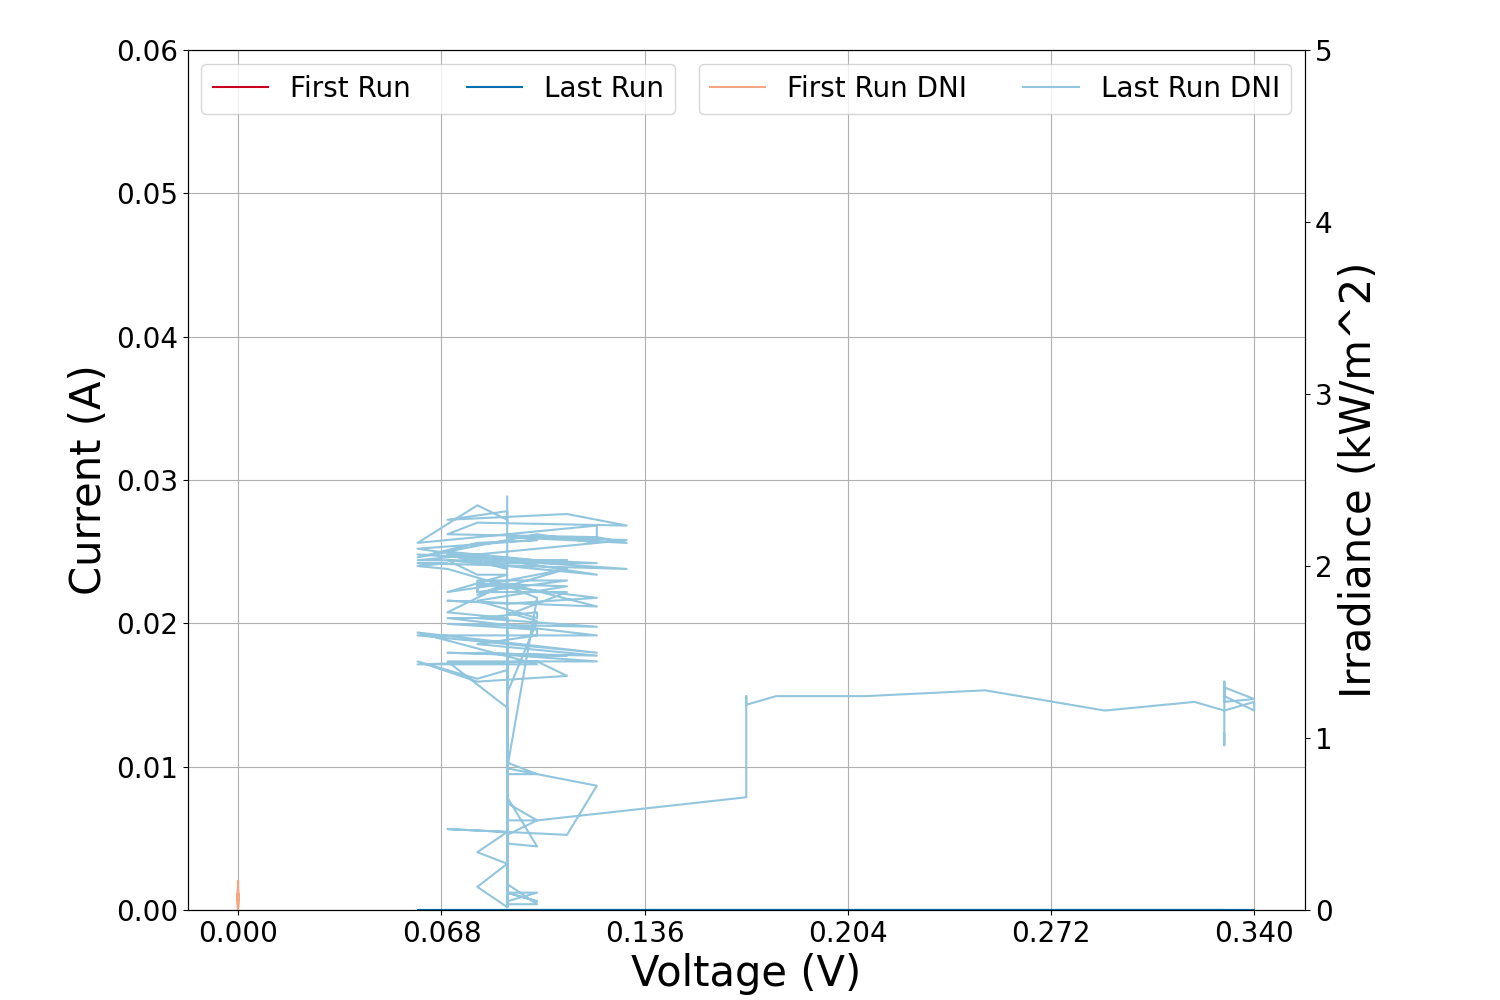 First Run
Last Run
First Run DNI
Last Run DNI
0.06
0.05
0.04
0.03
0.02
0.01
0.00
Current (A)
5
4
3
2
1
0
Irradiance (kW/m^2)
0.000
0.068
0.136
0.204
0.272
0.340
Voltage (V)